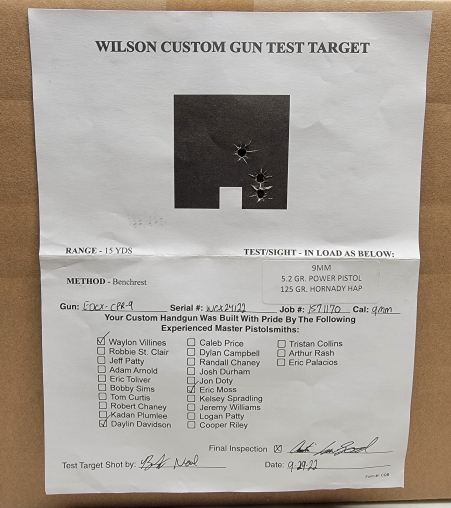 WILSON CUSTOM GUN TEST TARGET
RANGE - 15 YDS
TEST/SIGHT - IN LOAD AS BELOW:
9MM
5.2 GR. POWER PISTOL
125 GR. HORNADY HAP
METHOD - Benchrest
Gun: EDCX-CPR-9 Serial #: WCX24122 Job #: 1571170 Cal: 9mm
Your Custom Handgun Was Built With Pride By The Following
Experienced Master Pistolsmiths:
Waylon Villines
Robbie St. Clair
Jeff Patty
Adam Arnold
Eric Toliver
Bobby Sims
Tom Curtis
Robert Chaney
Kadan Plumlee
Daylin Davidson
Caleb Price
Dylan Campbell
Randall Chaney
Josh Durham
Jon Doty
Eric Moss
Kelsey Spradling
Jeremy Williams
Logan Patty
Cooper Riley
Tristan Collins
Arthur Rash
Eric Palacios
Final Inspection
Test Target Shot by:
Date: 9-29-22